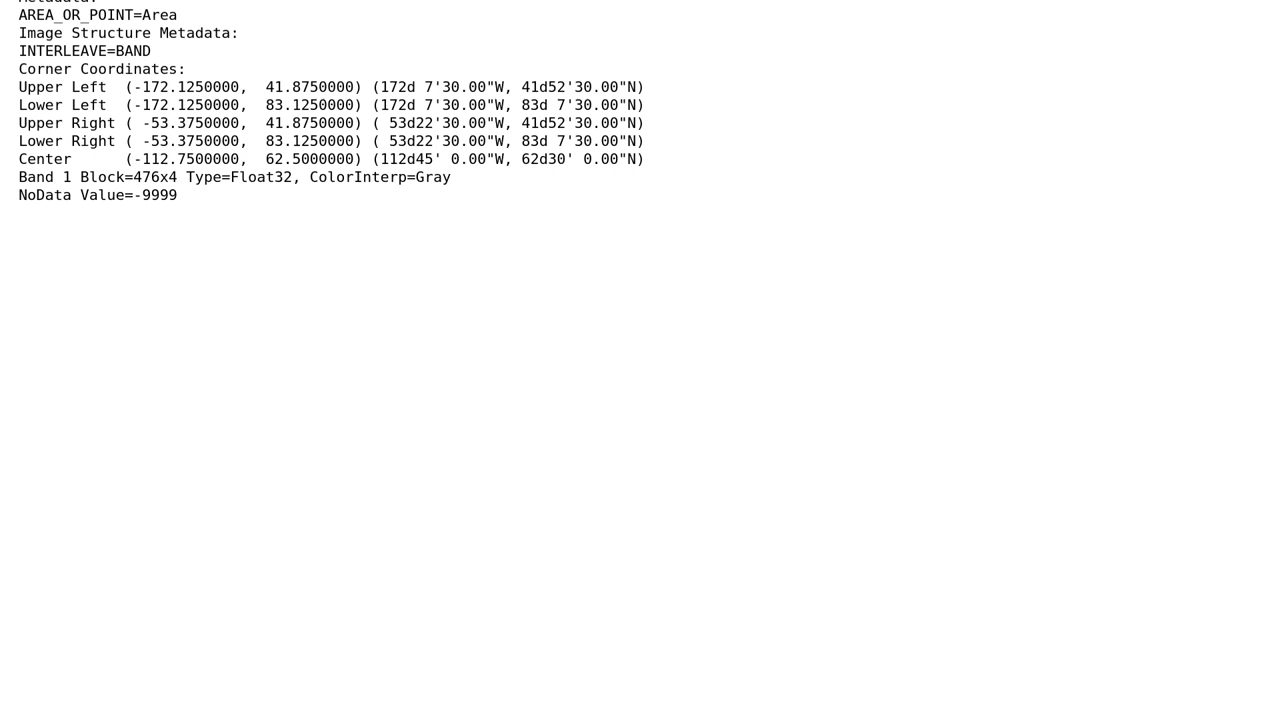 Metadata:
AREA_OR_POINT=Area
Image Structure Metadata:
INTERLEAVE=BAND
Corner Coordinates:
Upper Left  (-172.1250000,  41.8750000) (172d 7'30.00"W, 41d52'30.00"N)
Lower Left  (-172.1250000,  83.1250000) (172d 7'30.00"W, 83d 7'30.00"N)
Upper Right ( -53.3750000,  41.8750000) ( 53d22'30.00"W, 41d52'30.00"N)
Lower Right ( -53.3750000,  83.1250000) ( 53d22'30.00"W, 83d 7'30.00"N)
Center      (-112.7500000,  62.5000000) (112d45' 0.00"W, 62d30' 0.00"N)
Band 1 Block=476x4 Type=Float32, ColorInterp=Gray
NoData Value=-9999